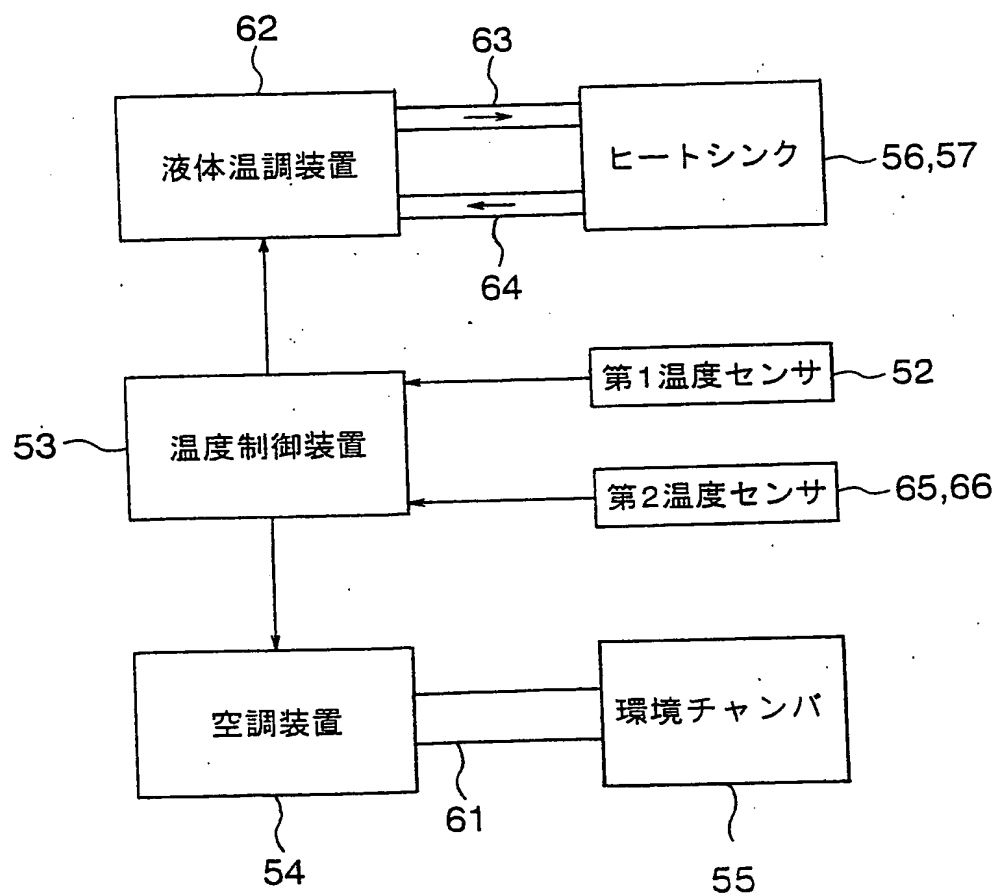 62
63
液体温調装置
ヒートシンク
56,57
64
第1温度センサ
52
53
温度制御装置
第2温度センサ
65,66
空調装置
環境チャンバ
61
54
55